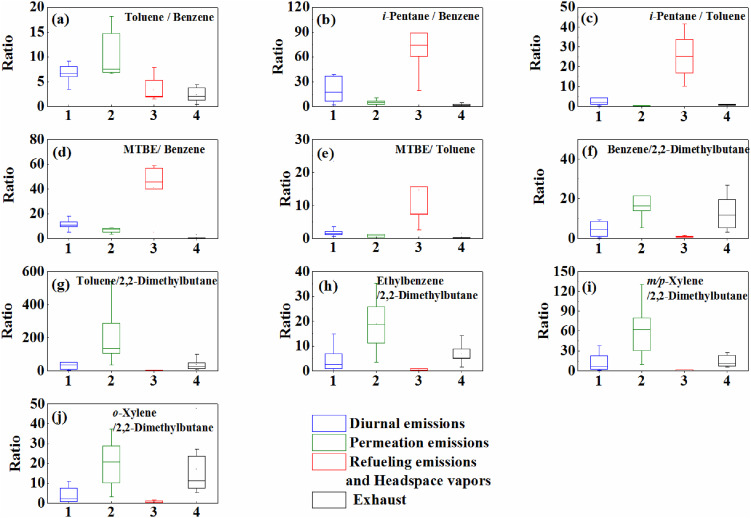 (a) Toluene / Benzene
Ratio
20
15
10
5
0
1 2 3 4
(b) i-Pentane / Benzene
Ratio
120
90
60
30
0
1 2 3 4
(c) i-Pentane / Toluene
Ratio
50
40
30
20
10
0
1 2 3 4
(d) MTBE/ Benzene
Ratio
80
60
40
20
0
1 2 3 4
(e) MTBE/ Toluene
Ratio
30
20
10
0
1 2 3 4
(f) Benzene/2,2-Dimethylbutane
Ratio
40
20
0
1 2 3 4
(g) Toluene/2,2-Dimethylbutane
Ratio
600
400
200
0
1 2 3 4
(h) Ethylbenzene
/2,2-Dimethylbutane
Ratio
40
30
20
10
0
1 2 3 4
(i) m/p-Xylene
/2,2-Dimethylbutane
Ratio
150
120
90
60
30
0
1 2 3 4
(j) o-Xylene
/2,2-Dimethylbutane
Ratio
50
40
30
20
10
0
1 2 3 4
Diurnal emissions
Permeation emissions
Refueling emissions
and Headspace vapors
Exhaust